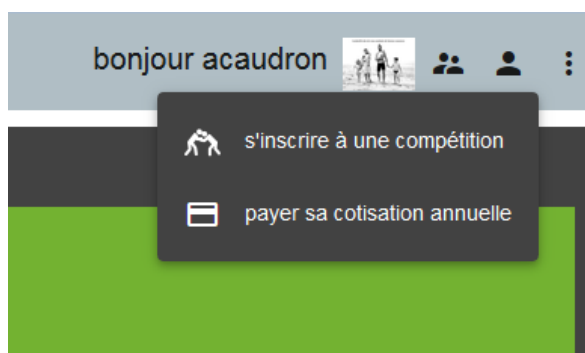 bonjour acaudron
s'inscrire à une compétition
payer sa cotisation annuelle